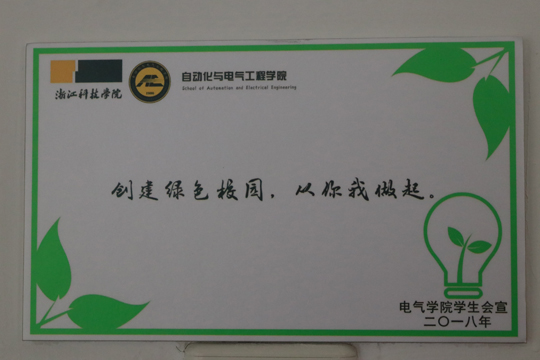 浙江科技学院
自动化与电气工程学院
School of Automation and Electrical Engineering
创建绿色校园，从你我做起。
电气学院学生会宣
二〇一八年